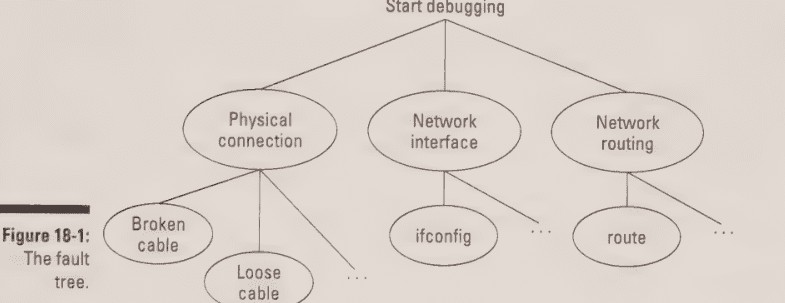 Start debugging
Physical
connection
Network
interface
Network
routing
Broken
cable
Loose
cable
...
ifconfig
...
route
...
Figure 18-1:
The fault
tree.